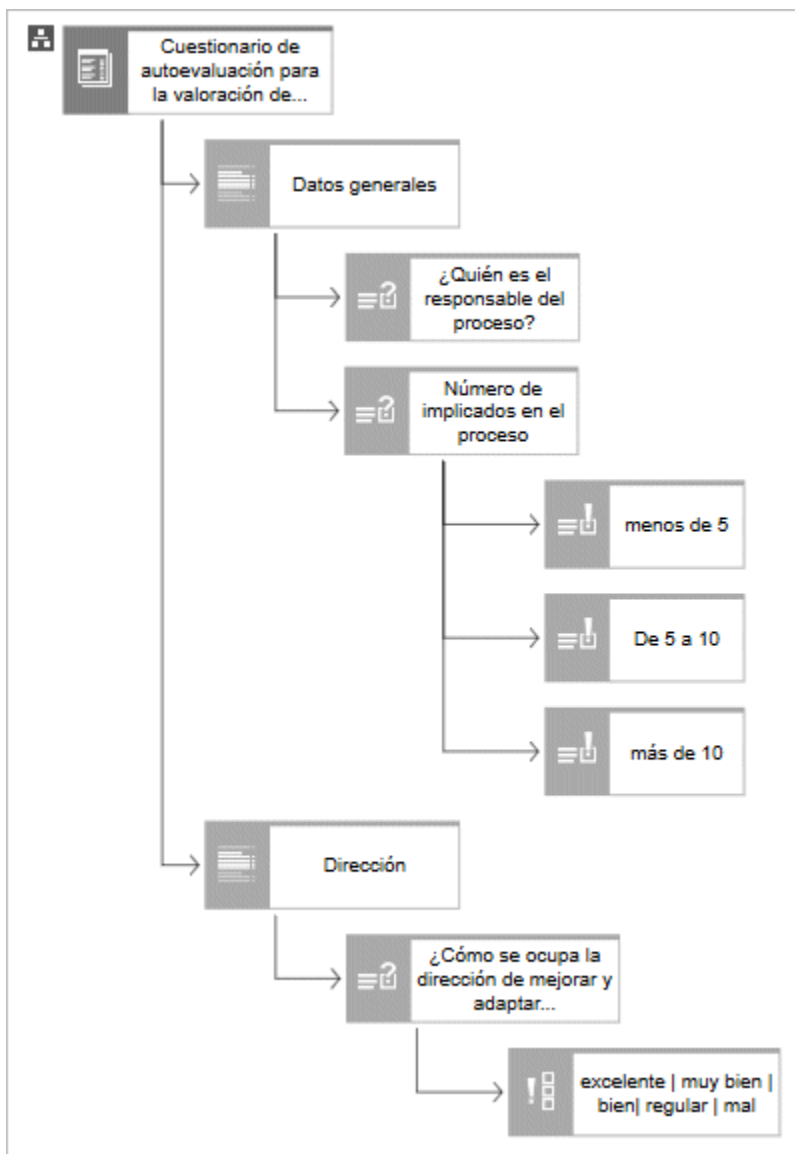 Cuestionario de
autoevaluación para
la valoración de...
Datos generales
¿Quién es el
responsable del
proceso?
Número de
implicados en el
proceso
menos de 5
De 5 a 10
más de 10
Dirección
¿Cómo se ocupa la
dirección de mejorar y
adaptar...
excelente | muy bien |
bien| regular | mal